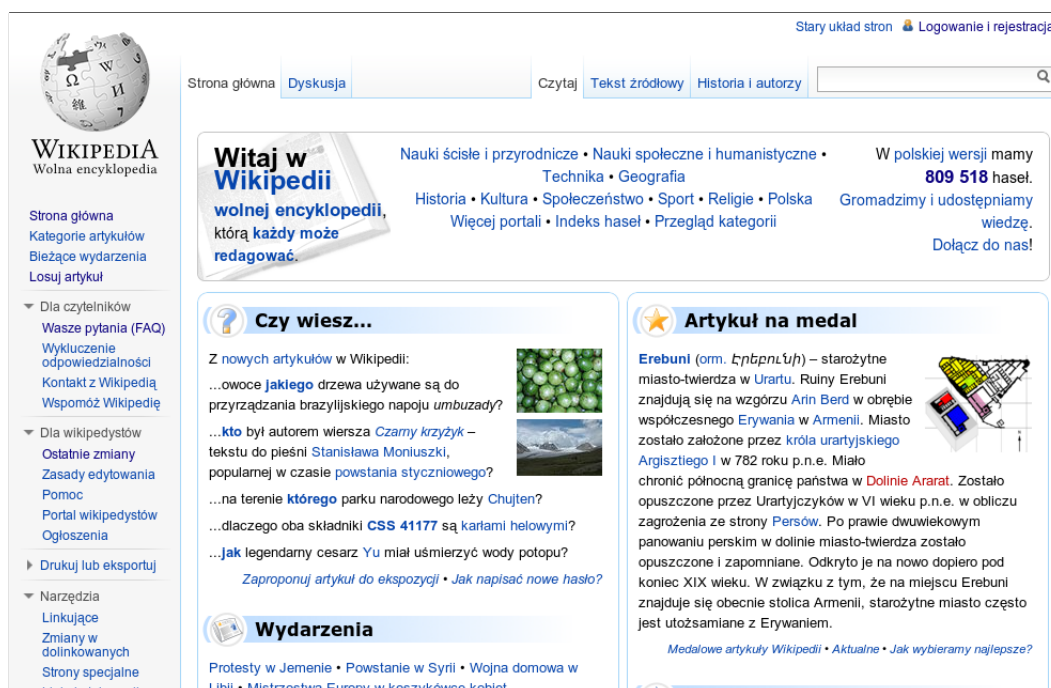 Stary układ stron Logowanie i rejestracja
WIKIPEDIA
Wolna encyklopedia
Strona główna Dyskusja Czytaj Tekst źródłowy Historia i autorzy
Strona główna
Kategorie artykułów
Bieżące wydarzenia
Losuj artykuł
Dla czytelników
Wasze pytania (FAQ)
Wykluczenie
odpowiedzialności
Kontakt z Wikipedią
Wspomóż Wikipedię
Dla wikipedystów
Ostatnie zmiany
Zasady edytowania
Pomoc
Portal wikipedystów
Ogłoszenia
Drukuj lub eksportuj
Narzędzia
Linkujące
Zmiany w
dolinkowanych
Strony specjalne
Witaj w
Wikipedii
wolnej encyklopedii,
którą każdy może
redagować.
Nauki ścisłe i przyrodnicze • Nauki społeczne i humanistyczne •
Technika • Geografia
Historia • Kultura • Społeczeństwo • Sport • Religie • Polska
Więcej portali • Indeks haseł • Przegląd kategorii
W polskiej wersji mamy
809 518 haseł.
Gromadzimy i udostępniamy
wiedzę.
Dołącz do nas!
Czy wiesz...
Z nowych artykułów w Wikipedii:
...owoce jakiego drzewa używane są do
przyrządzania brazylijskiego napoju umbuzady?
...kto był autorem wiersza Czarny krzyżyk –
tekstu do pieśni Stanisława Moniuszki,
popularnej w czasie powstania styczniowego?
...na terenie którego parku narodowego leży Chujten?
...dlaczego oba składniki CSS 41177 są karłami helowymi?
...jak legendarny cesarz Yu miał uśmierzyć wody potopu?
Zaproponuj artykuł do ekspozycji • Jak napisać nowe hasło?
Wydarzenia
Protesty w Jemenie • Powstanie w Syrii • Wojna domowa w
Libii • Mistrzostwa Europy w koszykówce kobiet
Artykuł na medal
Erebuni (orm. Էրեբունի) – starożytne
miasto-twierdza w Urartu. Ruiny Erebuni
znajdują się na wzgórzu Arin Berd w obrębie
współczesnego Erywania w Armenii. Miasto
zostało założone przez króla urartyjskiego
Argisztiego I w 782 roku p.n.e. Miało
chronić północną granicę państwa w Dolinie Ararat. Zostało
opuszczone przez Urartyjczyków w VI wieku p.n.e. w obliczu
zagrożenia ze strony Persów. Po prawie dwuwiekowym
panowaniu perskim w dolinie miasto-twierdza zostało
opuszczone i zapomniane. Odkryto je na nowo dopiero pod
koniec XIX wieku. W związku z tym, że na miejscu Erebuni
znajduje się obecnie stolica Armenii, starożytne miasto często
jest utożsamiane z Erywaniem.
Medalowe artykuły Wikipedii • Aktualne • Jak wybieramy najlepsze?